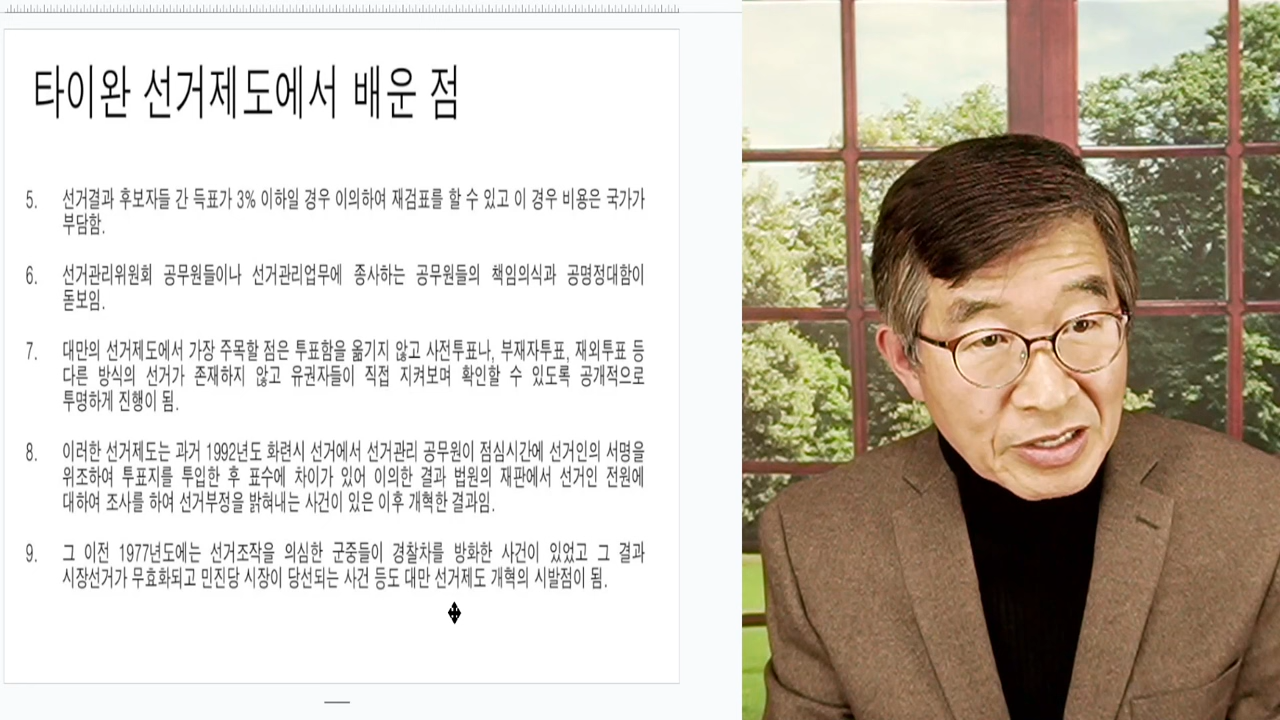 타이완 선거제도에서 배운 점
5. 선거결과 후보자들 간 득표가 3% 이하일 경우 이의하여 재검표를 할 수 있고 이 경우 비용은 국가가
부담함.
6. 선거관리위원회 공무원들이나 선거관리업무에 종사하는 공무원들의 책임의식과 공명정대함이
돋보임.
7. 대만의 선거제도에서 가장 주목할 점은 투표함을 옮기지 않고 사전투표나, 부재자투표, 재외투표 등
다른 방식의 선거가 존재하지 않고 유권자들이 직접 지켜보며 확인할 수 있도록 공개적으로
투명하게 진행이 됨.
8. 이러한 선거제도는 과거 1992년도 화련시 선거에서 선거관리 공무원이 점심시간에 선거인의 서명을
위조하여 투표지를 투입한 후 표수에 차이가 있어 이의한 결과 법원의 재판에서 선거인 전원에
대하여 조사를 하여 선거부정을 밝혀내는 사건이 있은 이후 개혁한 결과임.
9. 그 이전 1977년도에는 선거조작을 의심한 군중들이 경찰차를 방화한 사건이 있었고 그 결과
시장선거가 무효화되고 민진당 시장이 당선되는 사건 등도 대만 선거제도 개혁의 시발점이 됨.